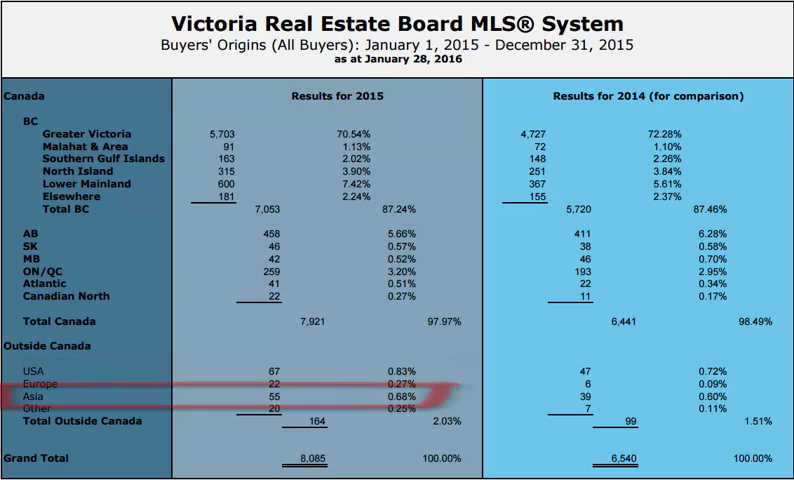 Victoria Real Estate Board MLS® System
Buyers' Origins (All Buyers): January 1, 2015 - December 31, 2015
as at January 28, 2016
Canada Results for 2015 Results for 2014 (for comparison)
BC
Greater Victoria 5,703 70.54% 4,727 72.28%
Malahat & Area 91 1.13% 72 1.10%
Southern Gulf Islands 163 2.02% 148 2.26%
North Island 315 3.90% 251 3.84%
Lower Mainland 600 7.42% 367 5.61%
Elsewhere 181 2.24% 155 2.37%
Total BC 7,053 87.24% 5,720 87.46%
AB 458 5.66% 411 6.28%
SK 46 0.57% 38 0.58%
MB 42 0.52% 46 0.70%
ON/QC 259 3.20% 193 2.95%
Atlantic 41 0.51% 22 0.34%
Canadian North 22 0.27% 11 0.17%
Total Canada 7,921 97.97% 6,441 98.49%
Outside Canada
USA 67 0.83% 47 0.72%
Europe 22 0.27% 6 0.09%
Asia 55 0.68% 39 0.60%
Other 20 0.25% 7 0.11%
Total Outside Canada 164 2.03% 99 1.51%
Grand Total 8,085 100.00% 6,540 100.00%